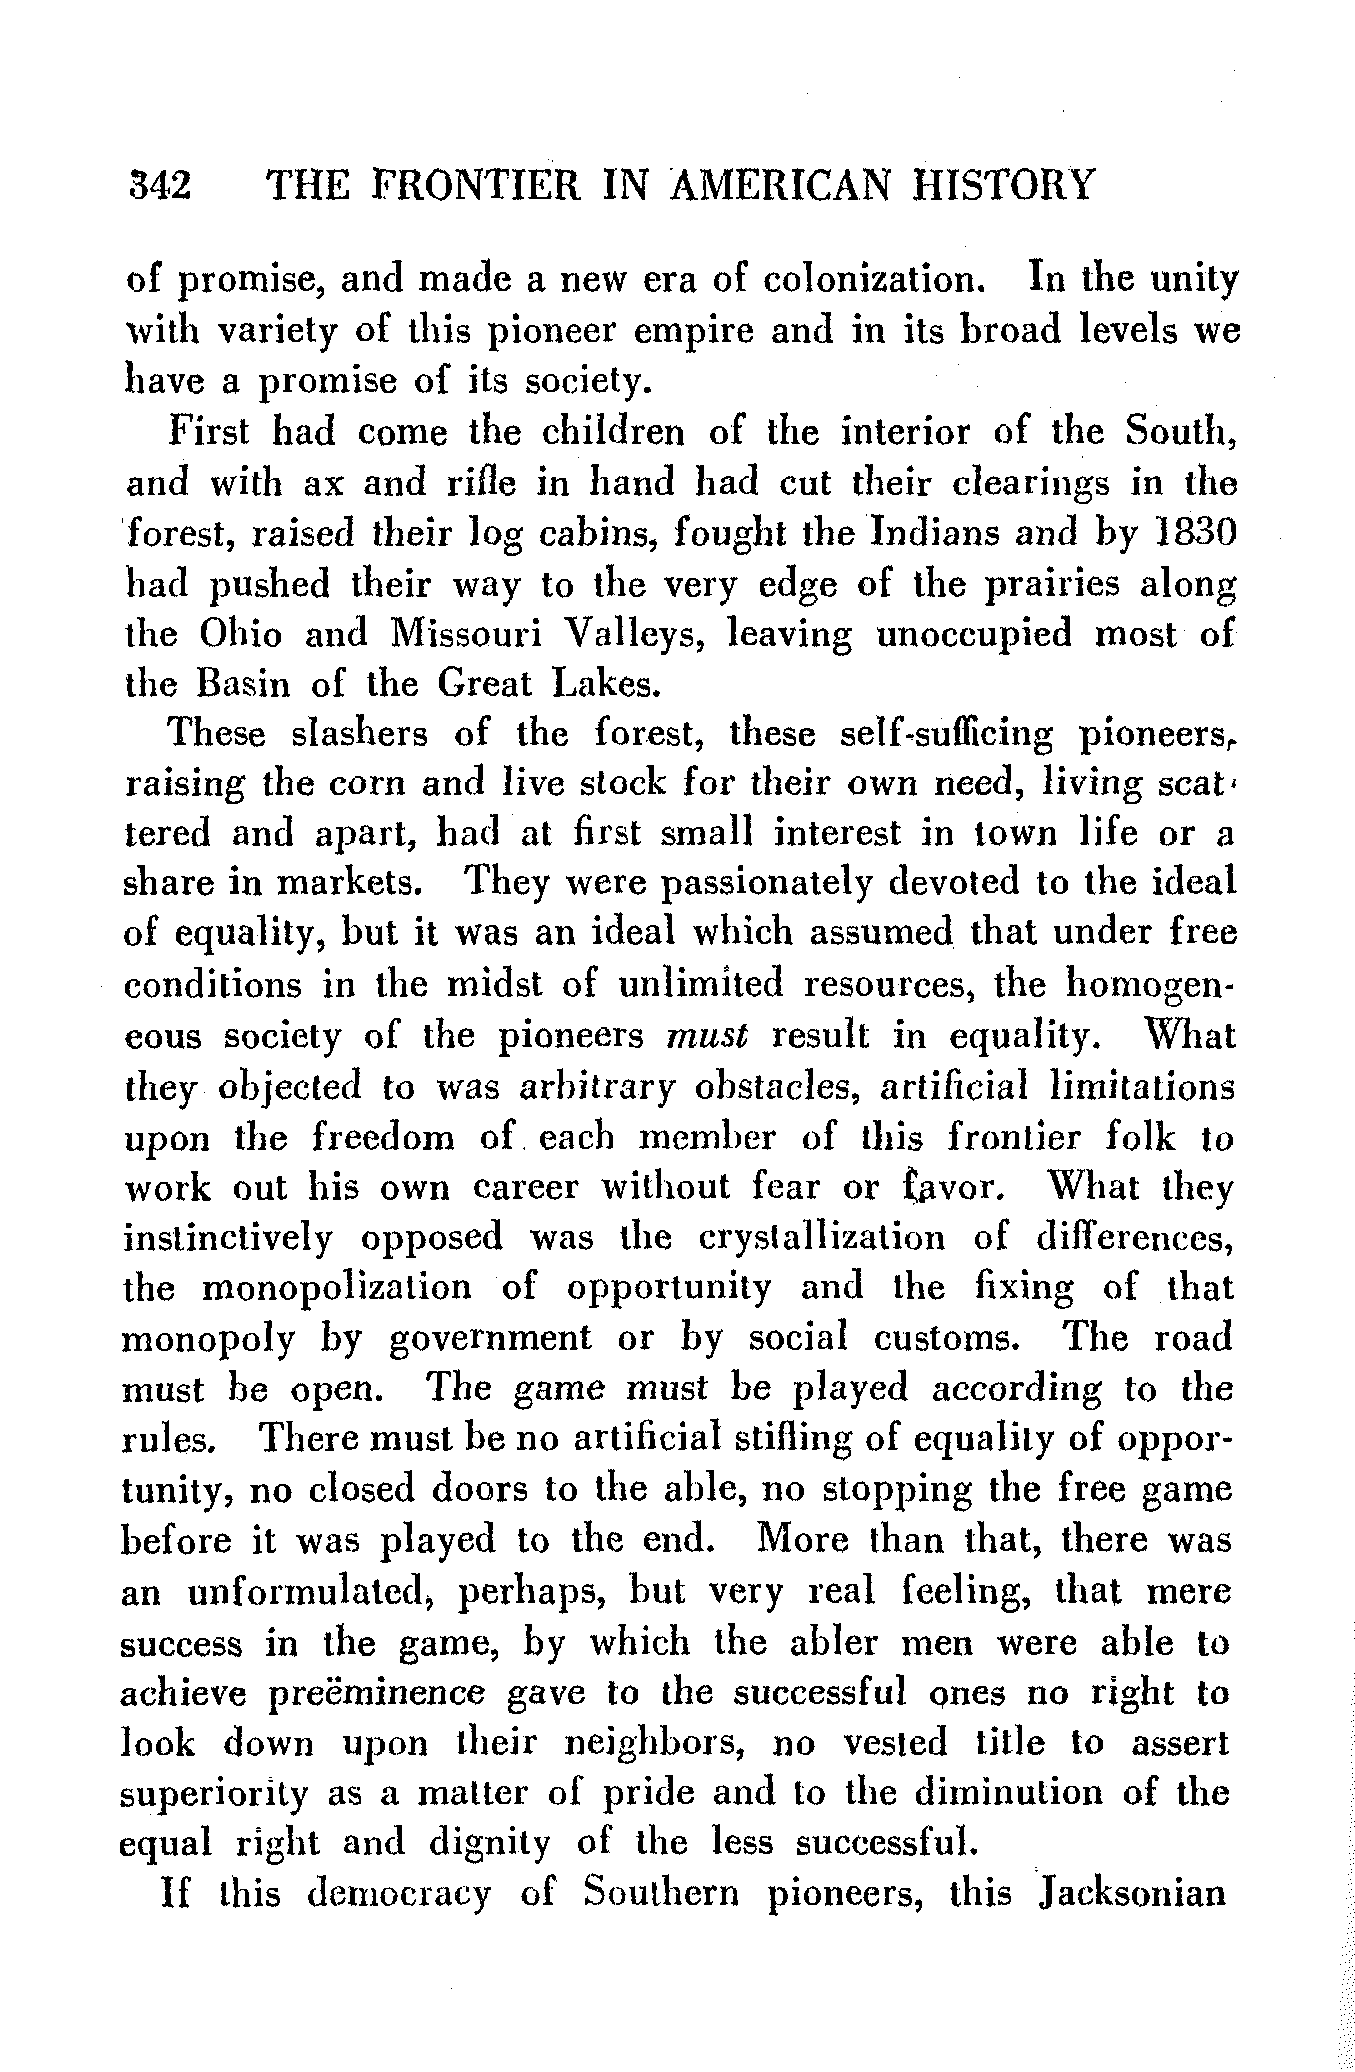 342 THE FRONTIER IN AMERICAN HISTORY
of promise, and made a new era of colonization. In the unity
with variety of this pioneer empire and in its broad levels we
have a promise of its society.
First had come the children of the interior of the South,
and with ax and rifle in hand had cut their clearings in the
forest, raised their log cabins, fought the Indians and by 1830
had pushed their way to the very edge of the prairies along
the Ohio and Missouri Valleys, leaving unoccupied most of
the Basin of the Great Lakes.
These slashers of the forest, these self-sufficing pioneers,
raising the corn and live stock for their own need, living scat-
tered and apart, had at first small interest in town life or a
share in markets. They were passionately devoted to the ideal
of equality, but it was an ideal which assumed that under free
conditions in the midst of unlimited resources, the homogen-
eous society of the pioneers must result in equality. What
they objected to was arbitrary obstacles, artificial limitations
upon the freedom of each member of this frontier folk to
work out his own career without fear or favor. What they
instinctively opposed was the crystallization of differences,
the monopolization of opportunity and the fixing of that
monopoly by government or by social customs. The road
must be open. The game must be played according to the
rules. There must be no artificial stifling of equality of oppor-
tunity, no closed doors to the able, no stopping the free game
before it was played to the end. More than that, there was
an unformulated, perhaps, but very real feeling, that mere
success in the game, by which the abler men were able to
achieve preëminence gave to the successful ones no right to
look down upon their neighbors, no vested title to assert
superiority as a matter of pride and to the diminution of the
equal right and dignity of the less successful.
If this democracy of Southern pioneers, this Jacksonian